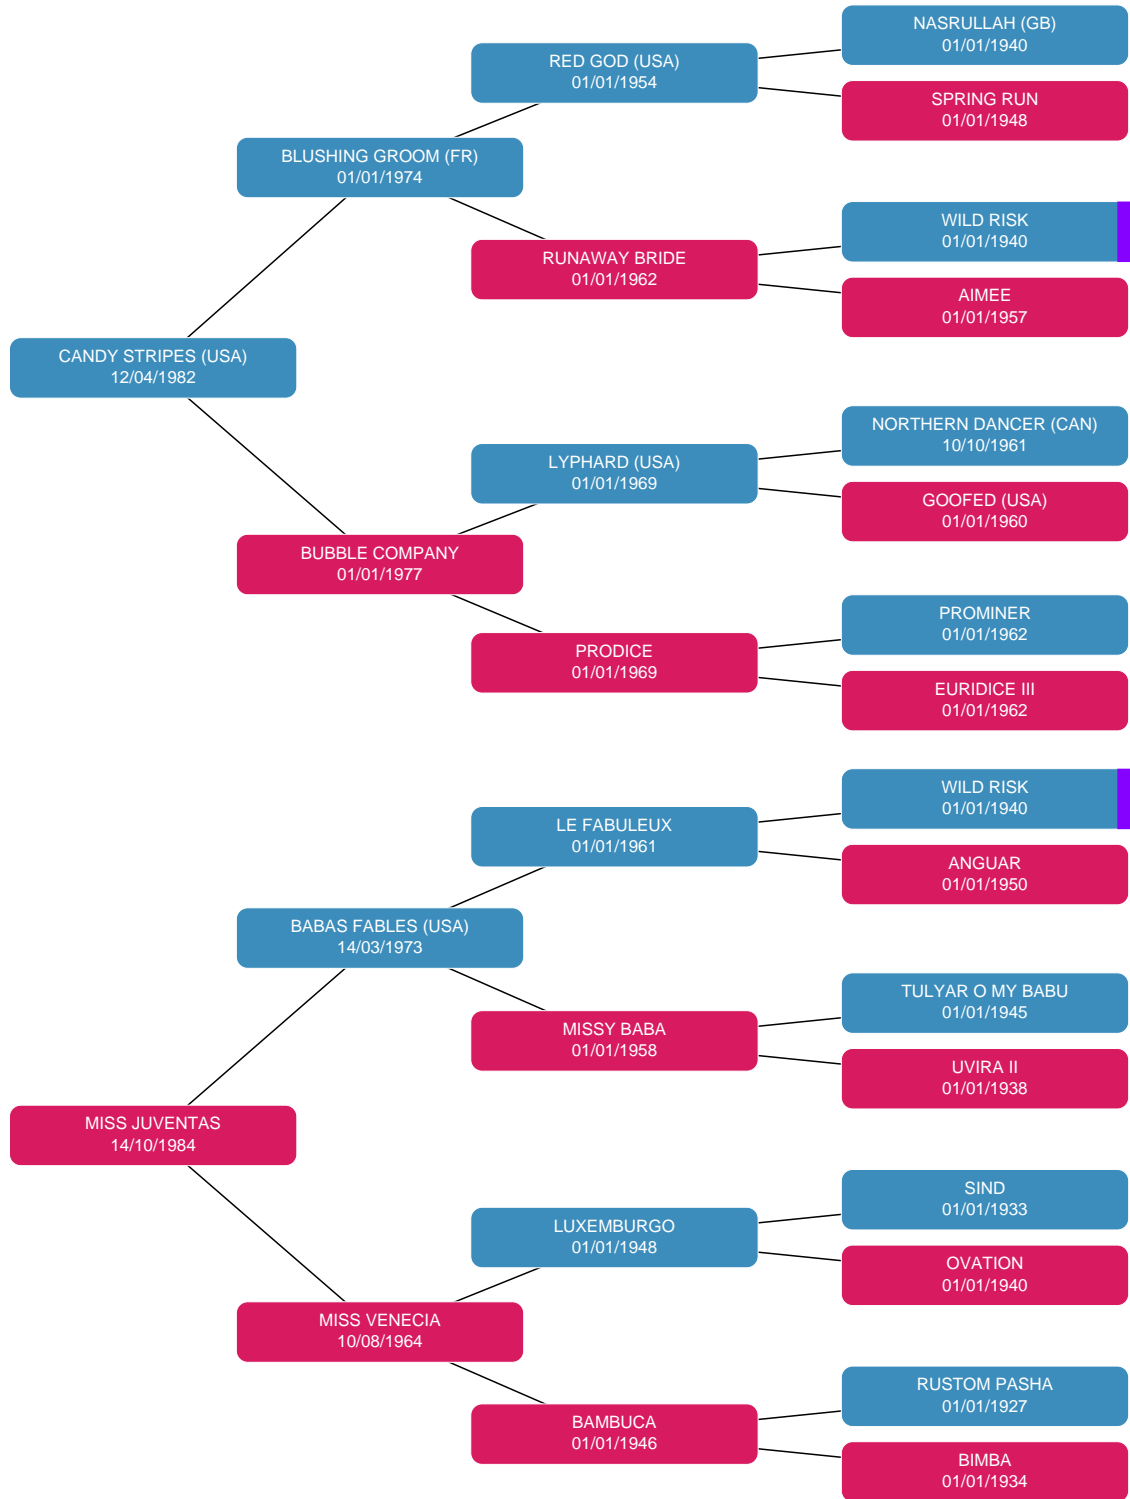 NASRULLAH (GB)
01/01/1940
RED GOD (USA)
01/01/1954
SPRING RUN
01/01/1948
BLUSHING GROOM (FR)
01/01/1974
WILD RISK
01/01/1940
RUNAWAY BRIDE
01/01/1962
AIMEE
01/01/1957
CANDY STRIPES (USA)
12/04/1982
NORTHERN DANCER (CAN)
10/10/1961
LYPHARD (USA)
01/01/1969
GOOFED (USA)
01/01/1960
BUBBLE COMPANY
01/01/1977
PROMINER
01/01/1962
PRODICE
01/01/1969
EURIDICE III
01/01/1962
WILD RISK
01/01/1940
LE FABULEUX
01/01/1961
ANGUAR
01/01/1950
BABAS FABLES (USA)
14/03/1973
TULYAR O MY BABU
01/01/1945
MISSY BABA
01/01/1958
UVIRA II
01/01/1938
MISS JUVENTAS
14/10/1984
SIND
01/01/1933
LUXEMBURGO
01/01/1948
OVATION
01/01/1940
MISS VENECIA
10/08/1964
RUSTOM PASHA
01/01/1927
BAMBUCA
01/01/1946
BIMBA
01/01/1934